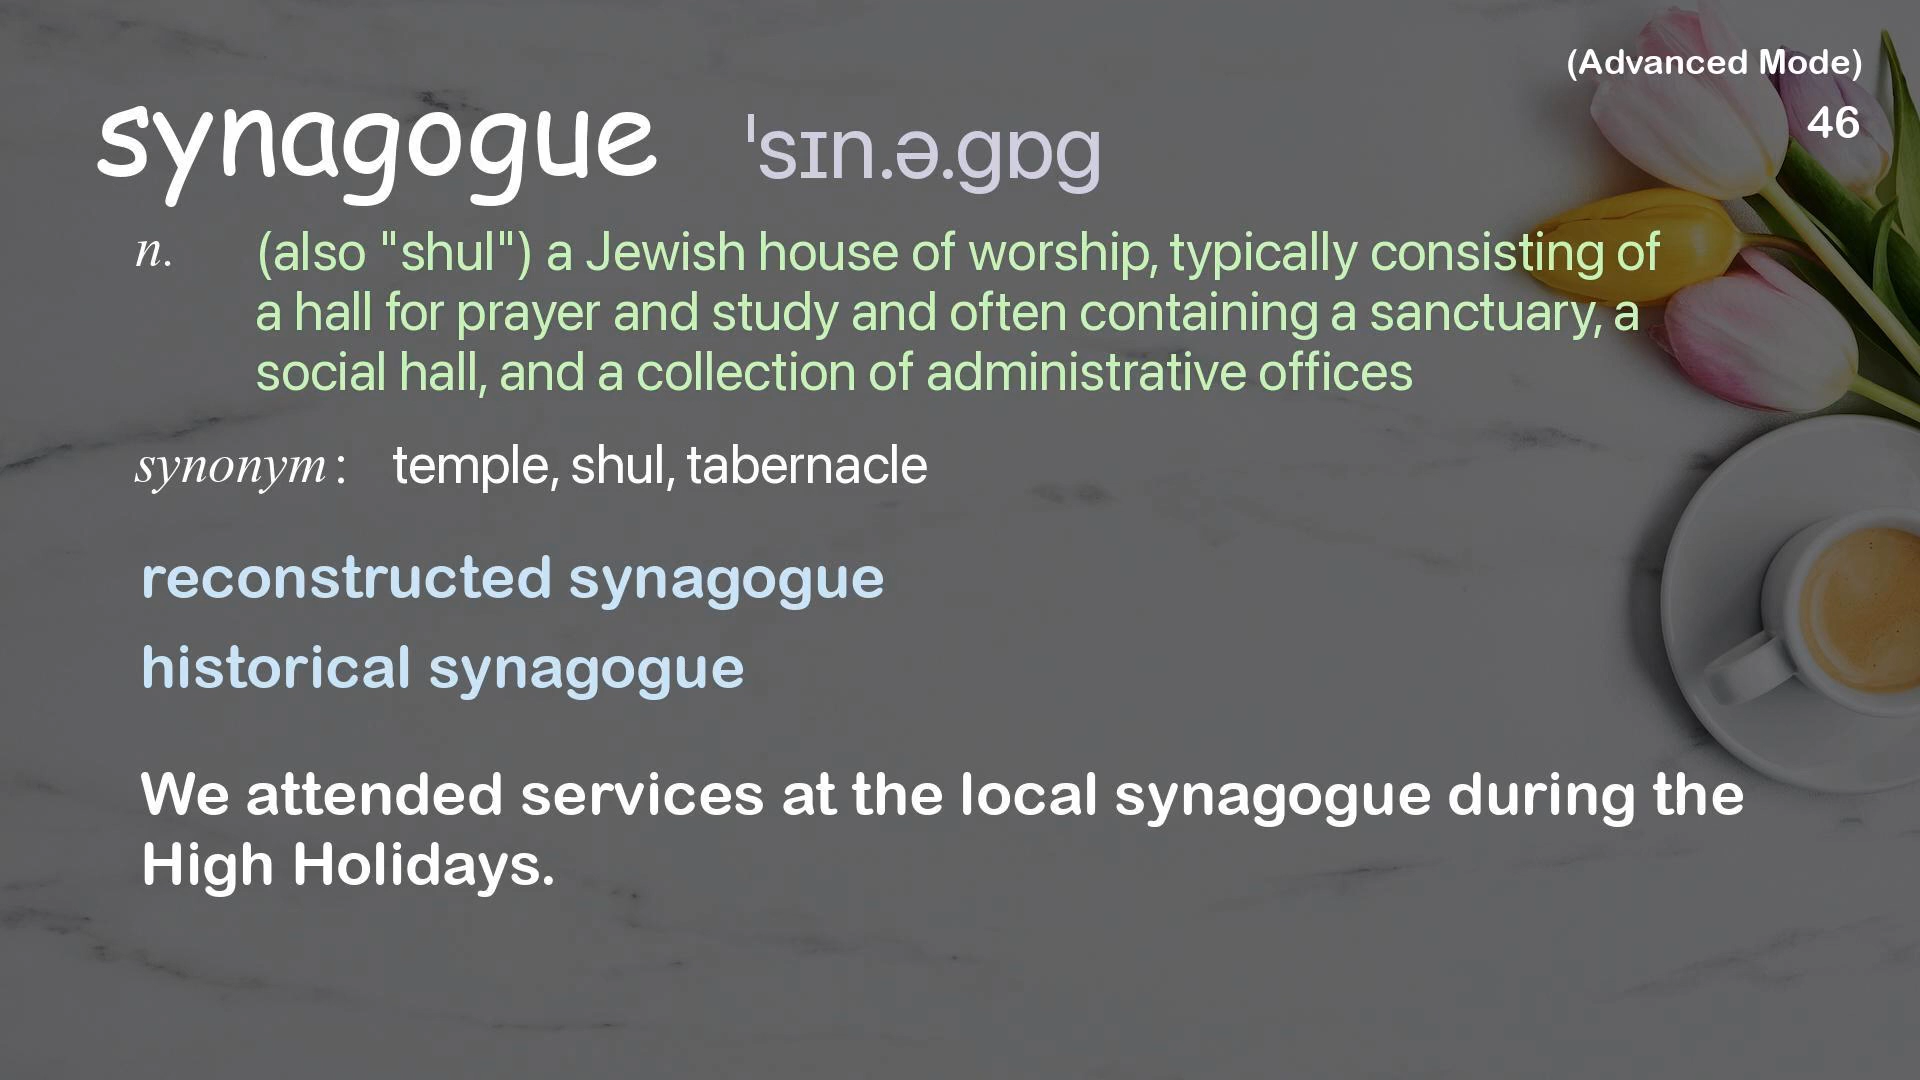 (Advanced Mode)
46
synagogue ˈsɪn.ə.gɒg
n. (also "shul") a Jewish house of worship, typically consisting of
a hall for prayer and study and often containing a sanctuary, a
social hall, and a collection of administrative offices
synonym: temple, shul, tabernacle
reconstructed synagogue
historical synagogue
We attended services at the local synagogue during the
High Holidays.